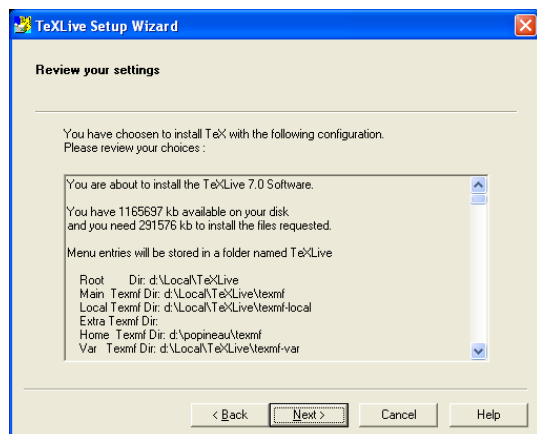 TeXLive Setup Wizard
Review your settings
You have choosen to install TeX with the following configuration.
Please review your choices :
You are about to install the TeXLive 7.0 Software.
You have 1165697 kb available on your disk
and you need 291576 kb to install the files requested.
Menu entries will be stored in a folder named TeXLive
Root Dir: d:\Local\TeXLive
Main Texmf Dir: d:\Local\TeXLive\texmf
Local Texmf Dir: d:\Local\TeXLive\texmf-local
Extra Texmf Dir:
Home Texmf Dir: d:\popineau\texmf
Var Texmf Dir: d:\Local\TeXLive\texmf-var
< Back Next > Cancel Help